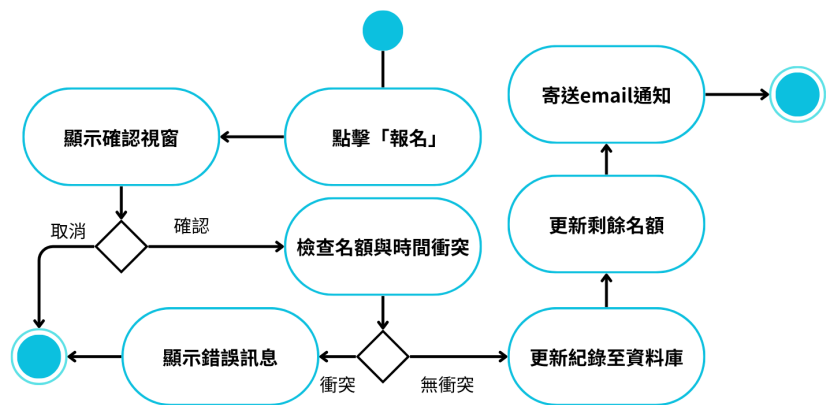 寄送email通知
顯示確認視窗
點擊「報名」
取消
確認
檢查名額與時間衝突
更新剩餘名額
顯示錯誤訊息
衝突
無衝突
更新紀錄至資料庫